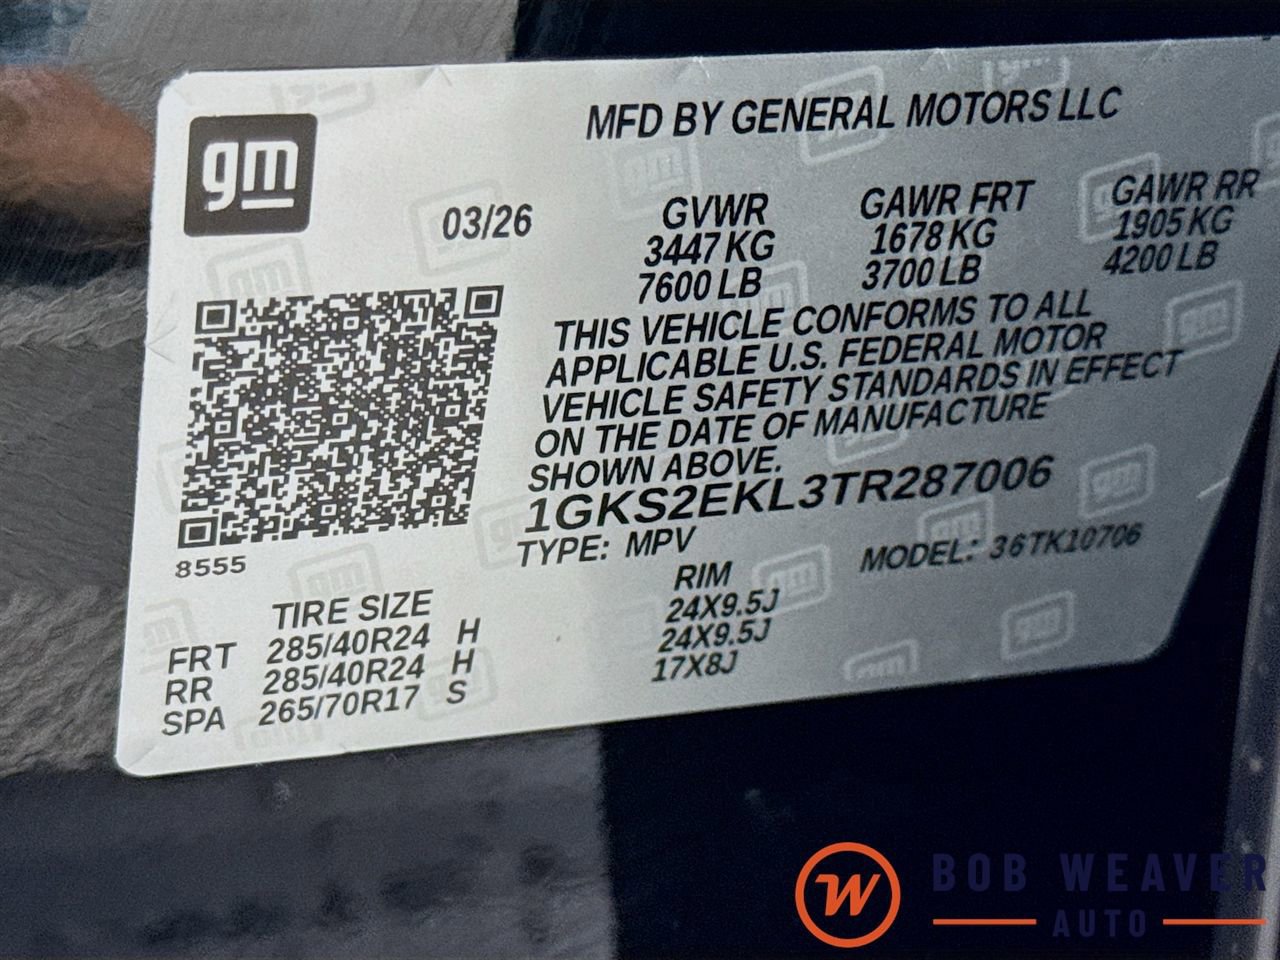 gm
MFD BY GENERAL MOTORS LLC
03/26
GVWR GAWR FRT GAWR RR
3447 KG 1678 KG 1905 KG
7600 LB 3700 LB 4200 LB
THIS VEHICLE CONFORMS TO ALL
APPLICABLE U.S. FEDERAL MOTOR
VEHICLE SAFETY STANDARDS IN EFFECT
ON THE DATE OF MANUFACTURE
SHOWN ABOVE.
1GKS2EKL3TR287006
TYPE: MPV MODEL: 36TK10706
8555
TIRE SIZE RIM
FRT 285/40R24 H 24X9.5J
RR 285/40R24 H 24X9.5J
SPA 265/70R17 S 17X8J
W BOB WEAVER
AUTO